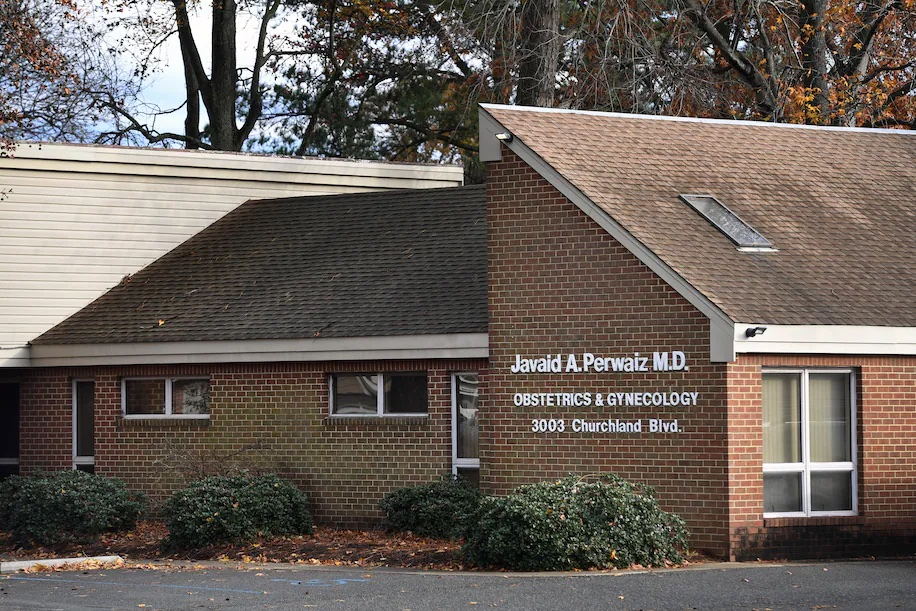 Javaid A. Perwaiz M.D.
OBSTETRICS & GYNECOLOGY
3003 Churchland Blvd.